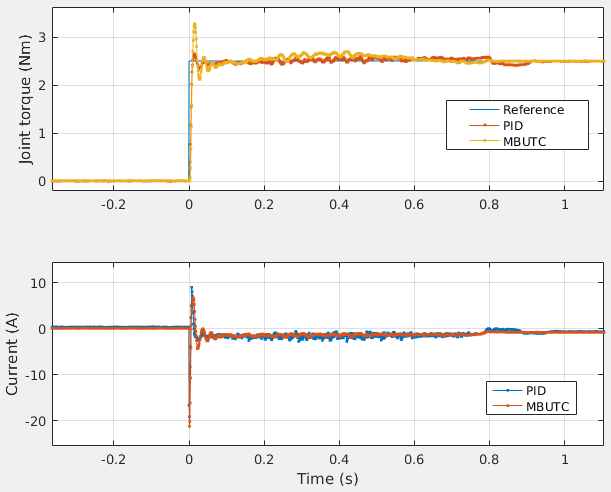 Joint torque (Nm)
3
2
1
0
Reference
PID
MBUTC
-0.2 0 0.2 0.4 0.6 0.8 1
Current (A)
10
0
-10
-20
PID
MBUTC
-0.2 0 0.2 0.4 0.6 0.8 1
Time (s)